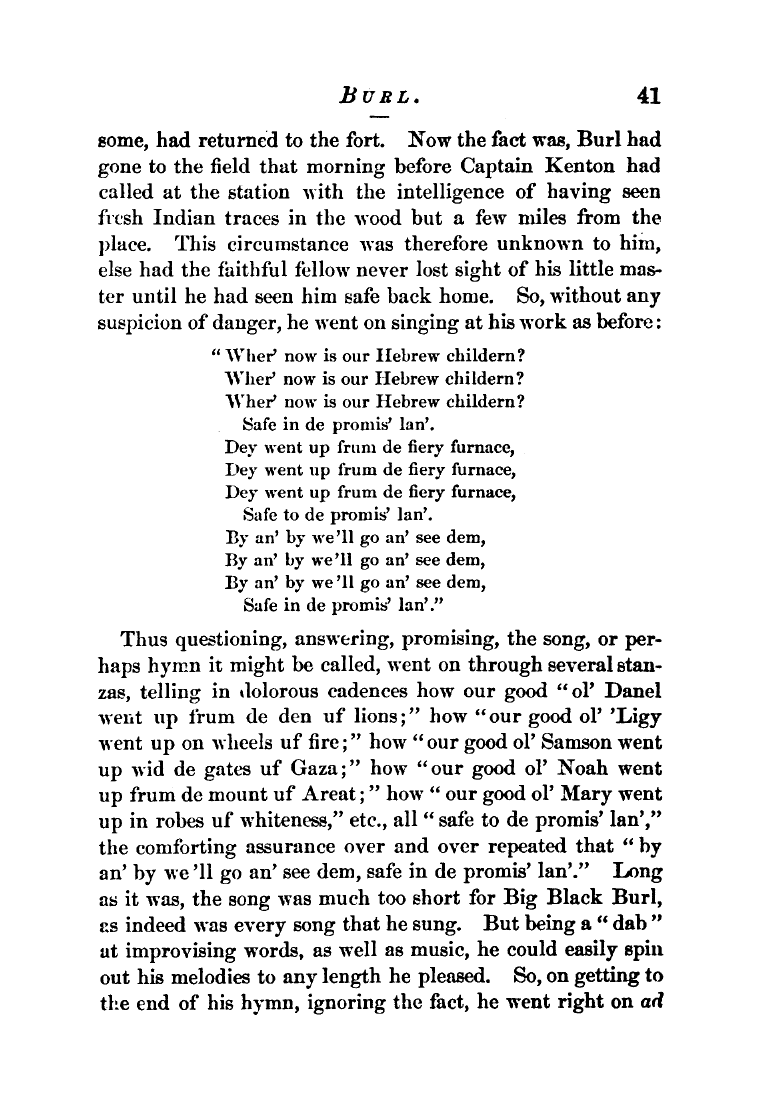 BURL. 41
some, had returned to the fort. Now the fact was, Burl had
gone to the field that morning before Captain Kenton had
called at the station with the intelligence of having seen
fresh Indian traces in the wood but a few miles from the
place. This circumstance was therefore unknown to him,
else had the faithful fellow never lost sight of his little mas-
ter until he had seen him safe back home. So, without any
suspicion of danger, he went on singing at his work as before:
“Wher' now is our Hebrew childern?
Wher' now is our Hebrew childern?
Wher' now is our Hebrew childern?
Safe in de promis' lan'.
Dey went up frum de fiery furnace,
Dey went up frum de fiery furnace,
Dey went up frum de fiery furnace,
Safe to de promis' lan'.
By an' by we'll go an' see dem,
By an' by we'll go an' see dem,
By an' by we'll go an' see dem,
Safe in de promis' lan'.”
Thus questioning, answering, promising, the song, or per-
haps hymn it might be called, went on through several stan-
zas, telling in dolorous cadences how our good “ol' Danel
went up frum de den uf lions;” how “our good ol' 'Ligy
went up on wheels uf fire;” how “our good ol' Samson went
up wid de gates uf Gaza;” how “our good ol' Noah went
up frum de mount uf Areat;” how “our good ol' Mary went
up in robes uf whiteness,” etc., all “safe to de promis' lan',”
the comforting assurance over and over repeated that “by
an' by we'll go an' see dem, safe in de promis' lan'.” Long
as it was, the song was much too short for Big Black Burl,
as indeed was every song that he sung. But being a “dab”
at improvising words, as well as music, he could easily spin
out his melodies to any length he pleased. So, on getting to
the end of his hymn, ignoring the fact, he went right on ad